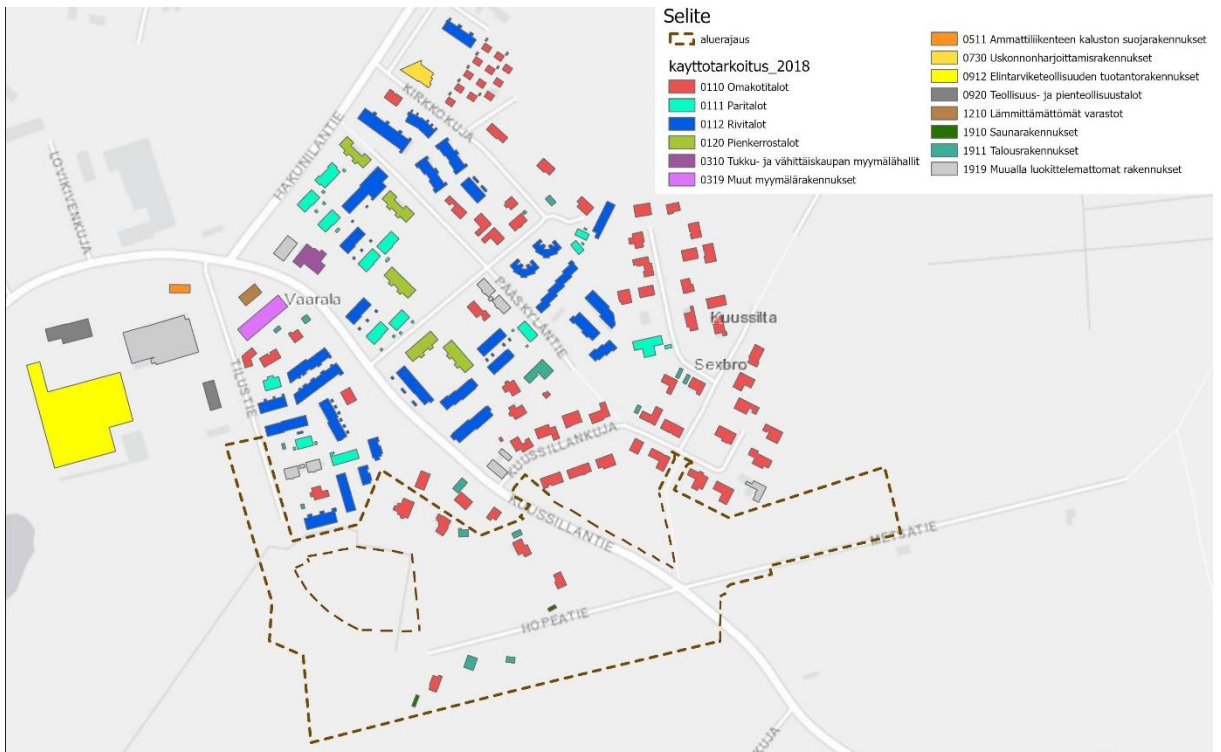 Selite
aluerajaus
kayttotarkoitus_2018
0110 Omakotitalot
0111 Paritalot
0112 Rivitalot
0120 Pienkerrostalot
0310 Tukku- ja vähittäiskaupan myymälähallit
0319 Muut myymälärakennukset
0511 Ammattiliikenteen kaluston suojarakennukset
0730 Uskonnonharjoittamisrakennukset
0912 Elintarviketeollisuuden tuotantorakennukset
0920 Teollisuus- ja pienteollisuustalot
1210 Lämmittämättömät varastot
1910 Saunarakennukset
1911 Talousrakennukset
1919 Muualla luokittelemattomat rakennukset
KIRKKOKUJA
HAKUNILANTIE
LOVIKIVENKUJA
PÄÄSKYLÄNTIE
Vaarala
Kuussilta
Sexbro
TILUSTIE
KUUSSILLANKUJA
KUUSSILLANTIE
METSÄTIE
HOPEATIE
KUJA